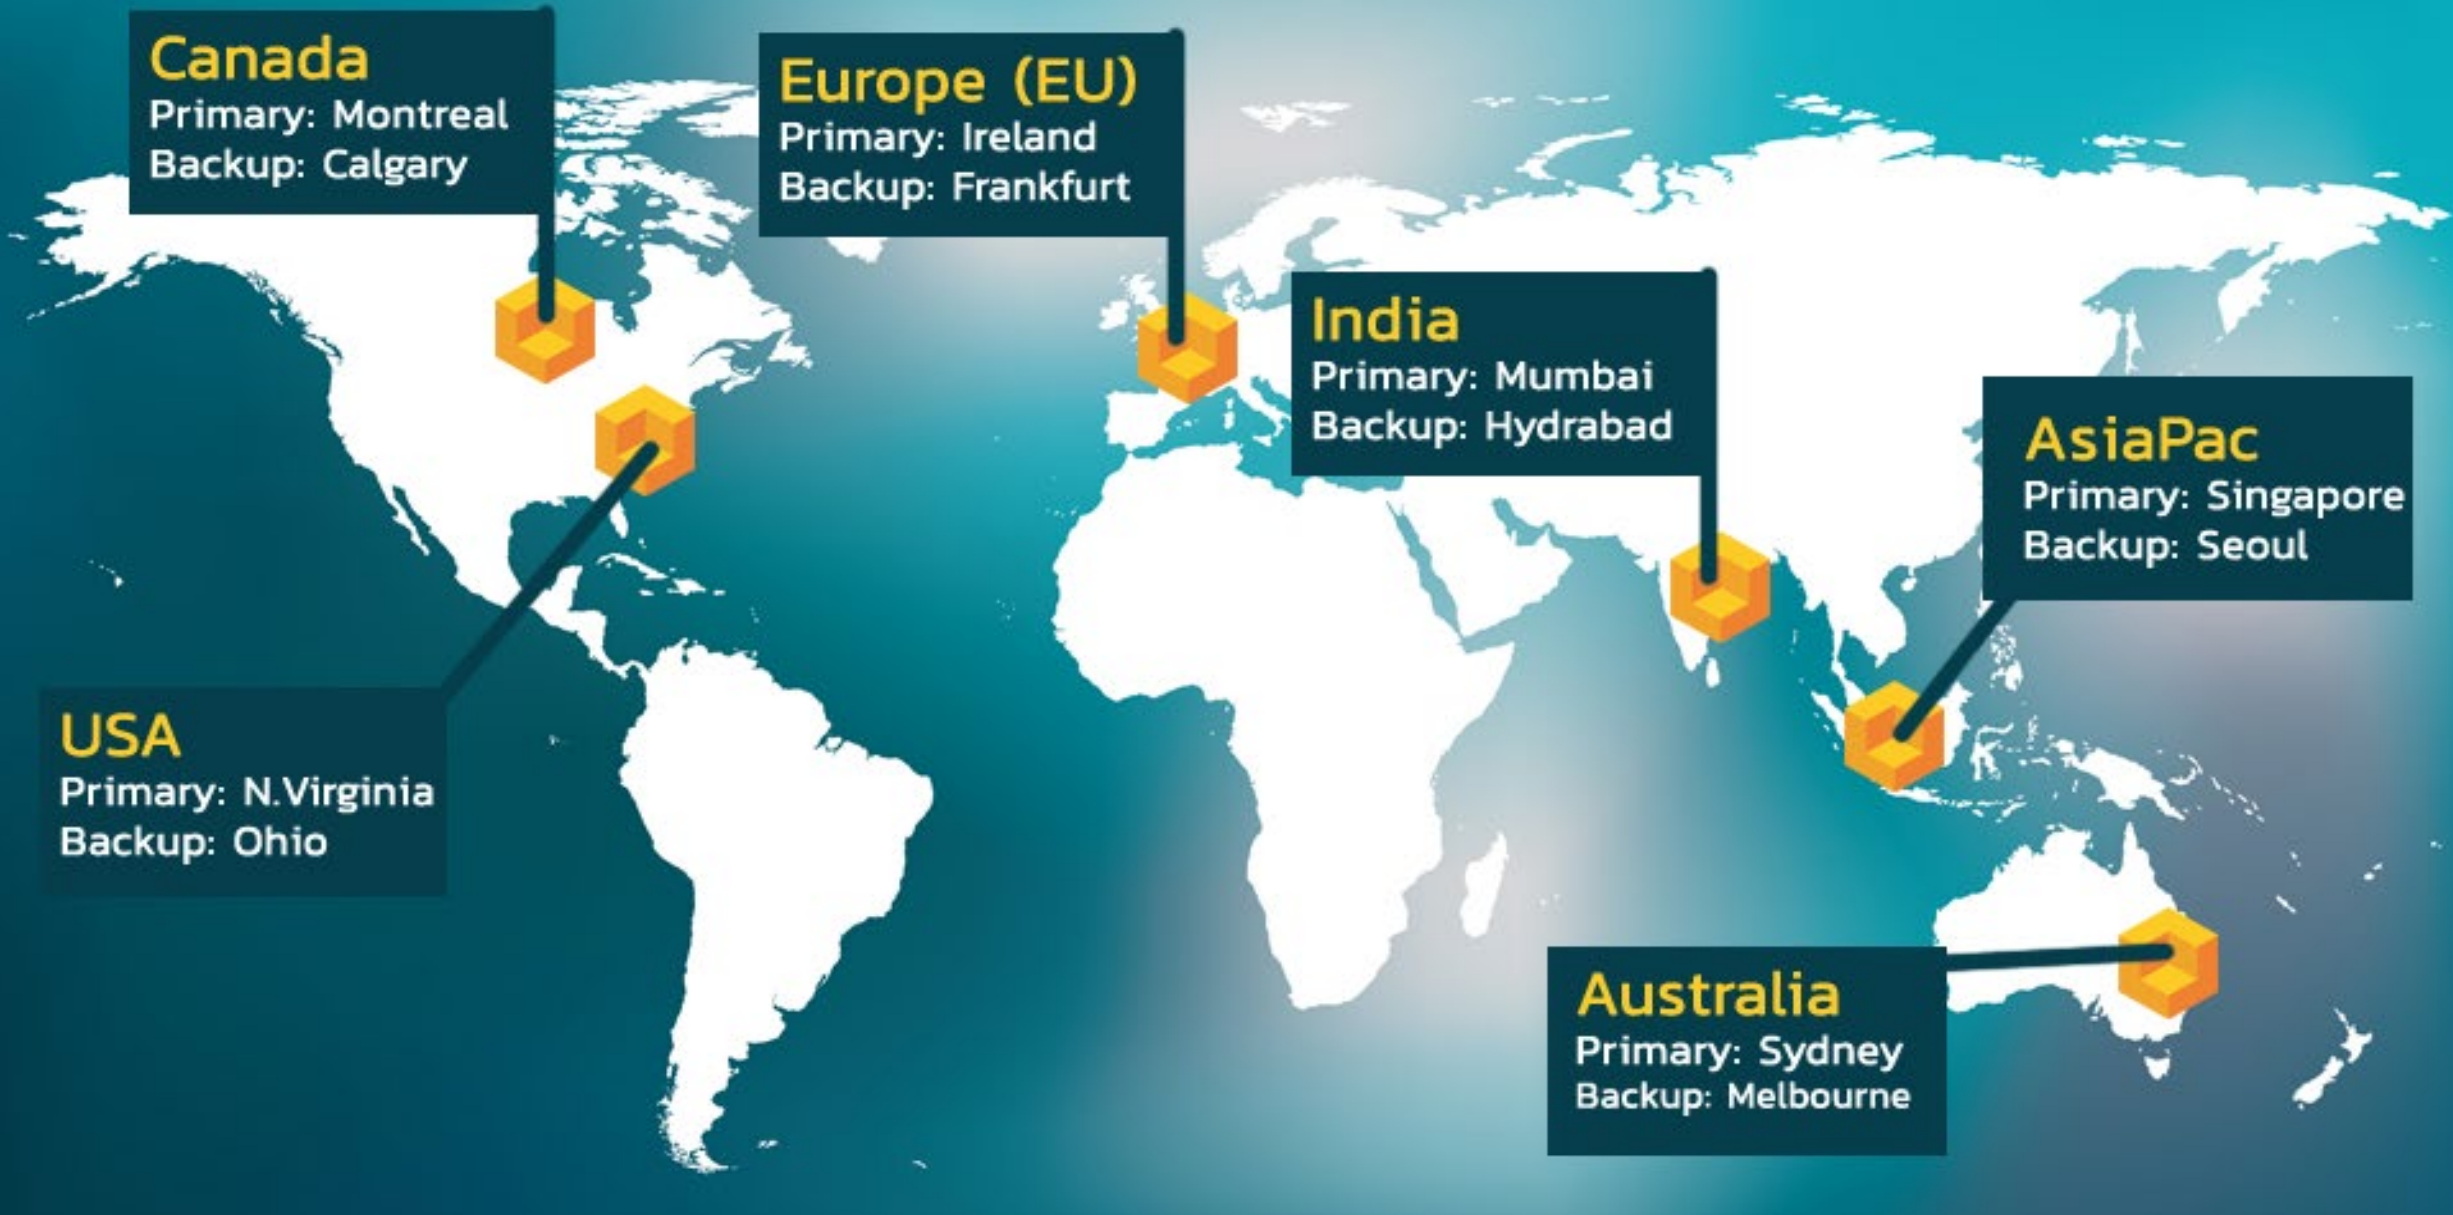 Canada
Primary: Montreal
Backup: Calgary
Europe (EU)
Primary: Ireland
Backup: Frankfurt
India
Primary: Mumbai
Backup: Hydrabad
AsiaPac
Primary: Singapore
Backup: Seoul
USA
Primary: N.Virginia
Backup: Ohio
Australia
Primary: Sydney
Backup: Melbourne